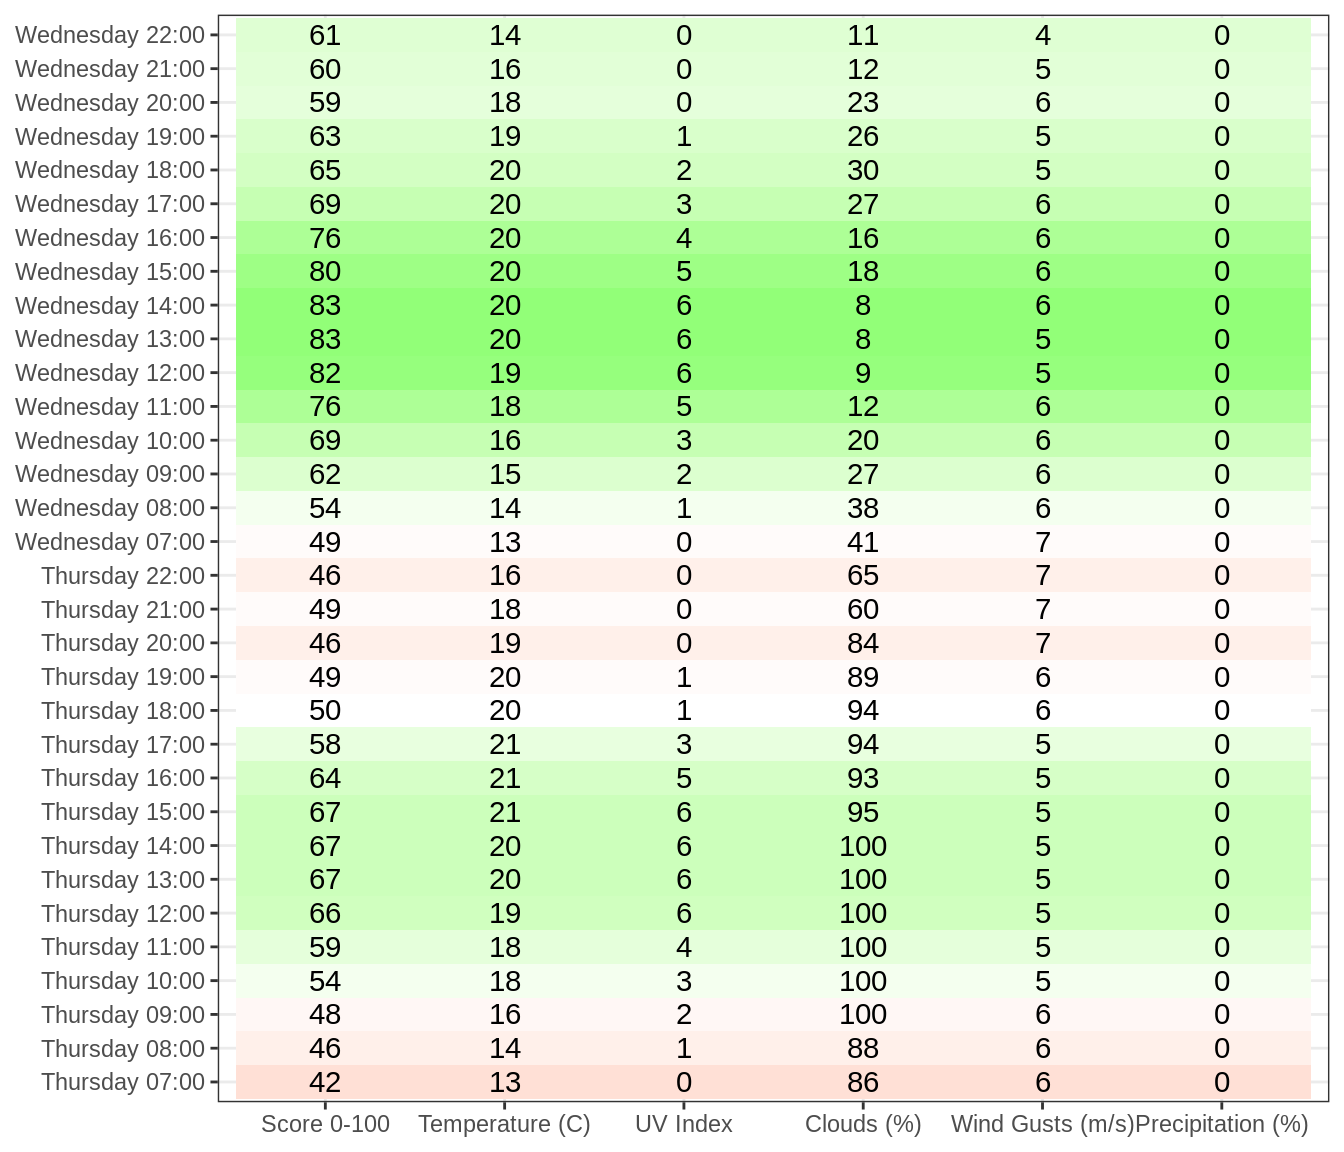 Wednesday 22:00 61 14 0 11 4 0
Wednesday 21:00 60 16 0 12 5 0
Wednesday 20:00 59 18 0 23 6 0
Wednesday 19:00 63 19 1 26 5 0
Wednesday 18:00 65 20 2 30 5 0
Wednesday 17:00 69 20 3 27 6 0
Wednesday 16:00 76 20 4 16 6 0
Wednesday 15:00 80 20 5 18 6 0
Wednesday 14:00 83 20 6 8 6 0
Wednesday 13:00 83 20 6 8 5 0
Wednesday 12:00 82 19 6 9 5 0
Wednesday 11:00 76 18 5 12 6 0
Wednesday 10:00 69 16 3 20 6 0
Wednesday 09:00 62 15 2 27 6 0
Wednesday 08:00 54 14 1 38 6 0
Wednesday 07:00 49 13 0 41 7 0
Thursday 22:00 46 16 0 65 7 0
Thursday 21:00 49 18 0 60 7 0
Thursday 20:00 46 19 0 84 7 0
Thursday 19:00 49 20 1 89 6 0
Thursday 18:00 50 20 1 94 6 0
Thursday 17:00 58 21 3 94 5 0
Thursday 16:00 64 21 5 93 5 0
Thursday 15:00 67 21 6 95 5 0
Thursday 14:00 67 20 6 100 5 0
Thursday 13:00 67 20 6 100 5 0
Thursday 12:00 66 19 6 100 5 0
Thursday 11:00 59 18 4 100 5 0
Thursday 10:00 54 18 3 100 5 0
Thursday 09:00 48 16 2 100 6 0
Thursday 08:00 46 14 1 88 6 0
Thursday 07:00 42 13 0 86 6 0
Score 0-100 Temperature (C) UV Index Clouds (%) Wind Gusts (m/s) Precipitation (%)